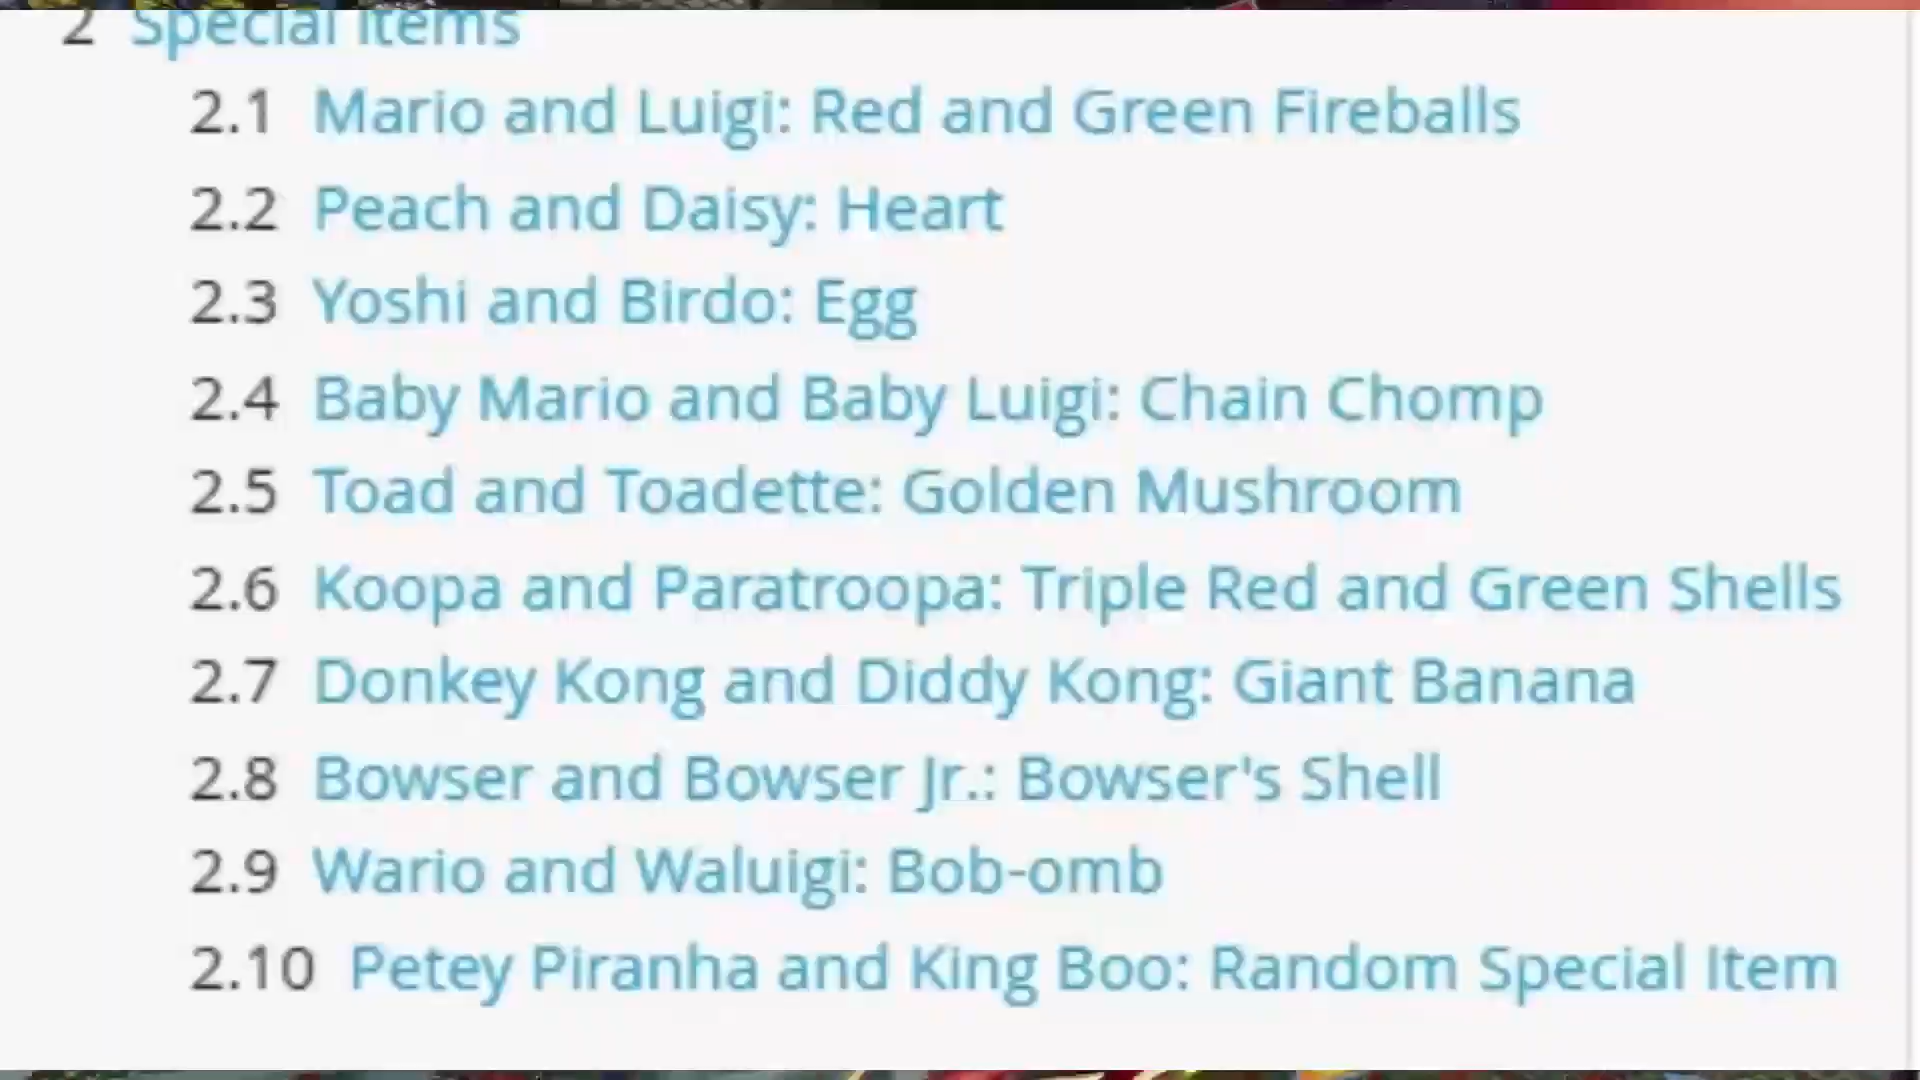 2 Special Items
2.1 Mario and Luigi: Red and Green Fireballs
2.2 Peach and Daisy: Heart
2.3 Yoshi and Birdo: Egg
2.4 Baby Mario and Baby Luigi: Chain Chomp
2.5 Toad and Toadette: Golden Mushroom
2.6 Koopa and Paratroopa: Triple Red and Green Shells
2.7 Donkey Kong and Diddy Kong: Giant Banana
2.8 Bowser and Bowser Jr.: Bowser's Shell
2.9 Wario and Waluigi: Bob-omb
2.10 Petey Piranha and King Boo: Random Special Item